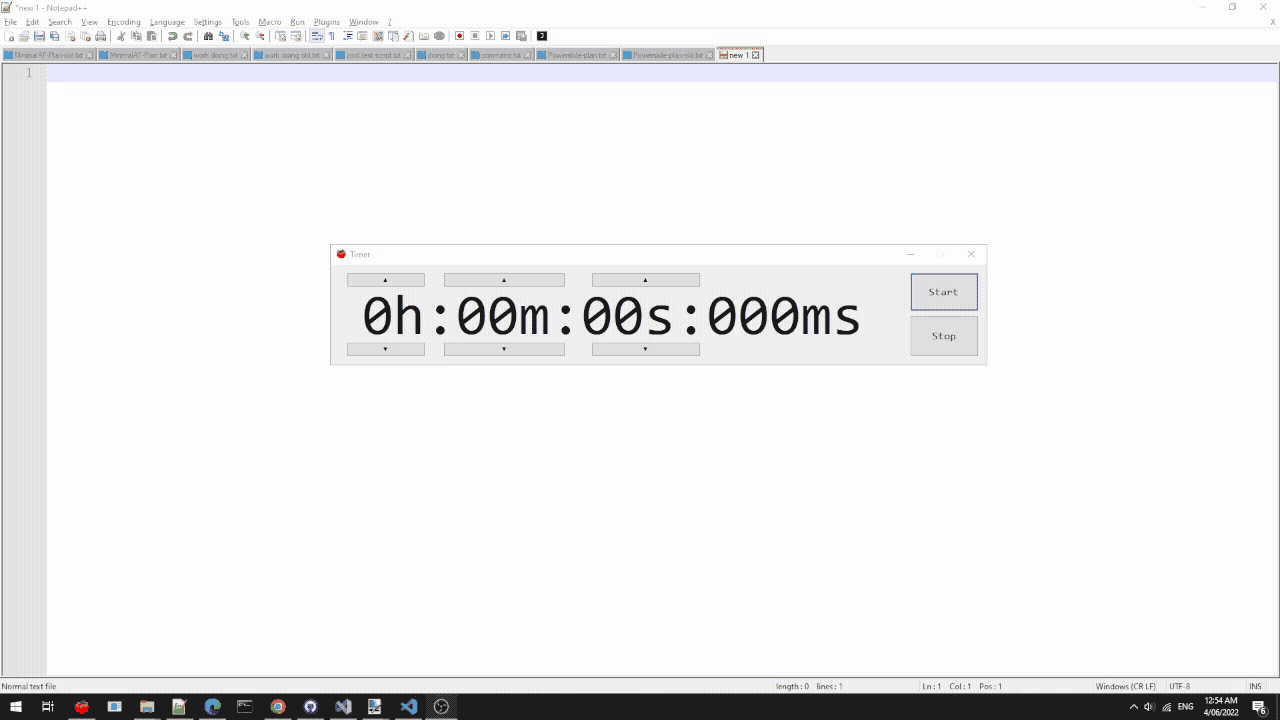 *new 1 - Notepad++
File Edit Search View Encoding Language Settings Tools Macro Run Plugins Window ? X
MinimalAF-Plan-old.txt MinimalAF-Plan.txt work doing.txt work doing old.txt cool test script.txt doing.txt command.txt Powerslide-plan.txt Powerslide-plan-old.txt new 1
1
Timer
0h:00m:00s:000ms
Start
Stop
Normal text file length : 0 lines : 1 Ln : 1 Col : 1 Pos : 1 Windows (CR LF) UTF-8 INS
ENG 12:54 AM
4/06/2022 6